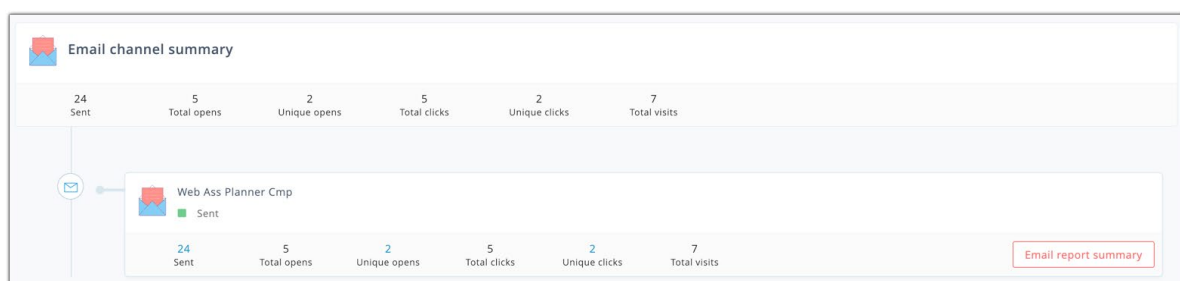 Email channel summary
24 5 2 5 2 7
Sent Total opens Unique opens Total clicks Unique clicks Total visits
Web Ass Planner Cmp
Sent
24 5 2 5 2 7
Sent Total opens Unique opens Total clicks Unique clicks Total visits
Email report summary